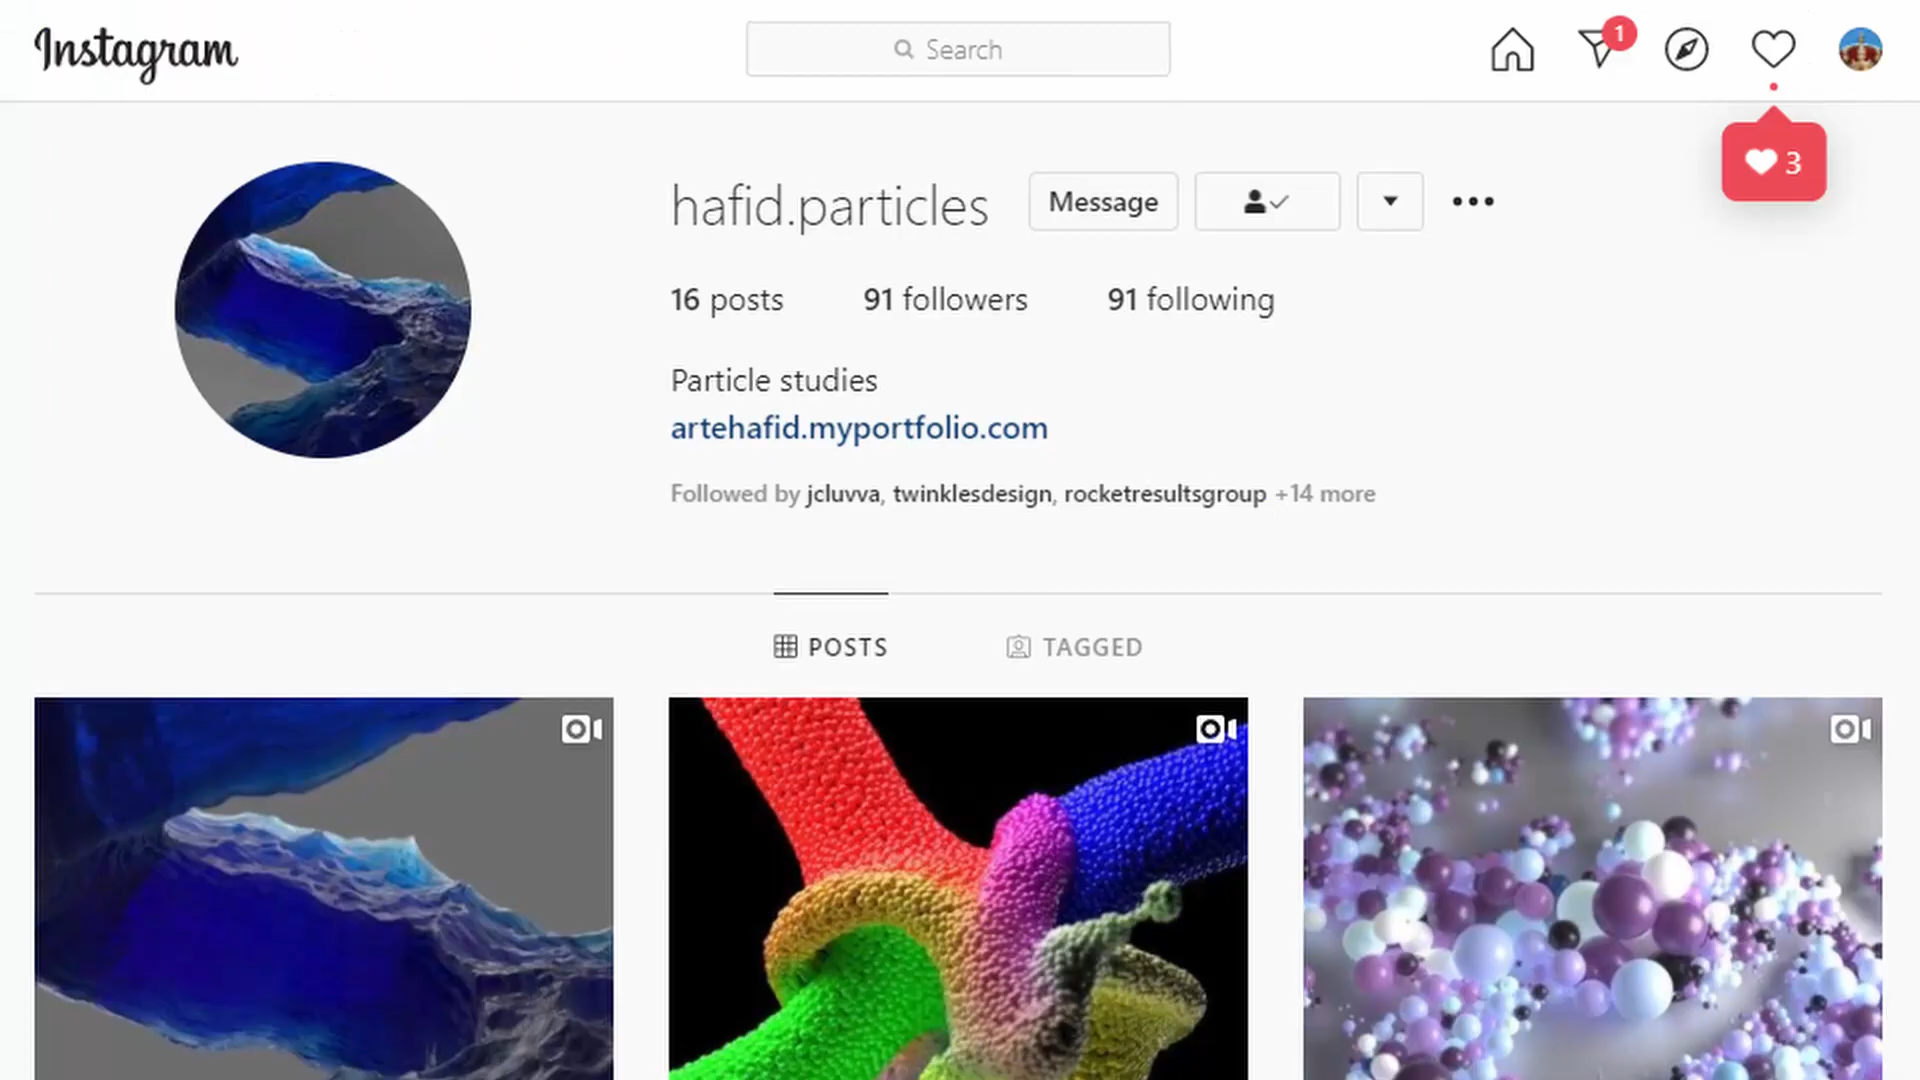 Instagram
Search
1
3
hafid.particles
Message
16 posts 91 followers 91 following
Particle studies
artehafid.myportfolio.com
Followed by jcluvva, twinklesdesign, rocketresultsgroup +14 more
POSTS TAGGED